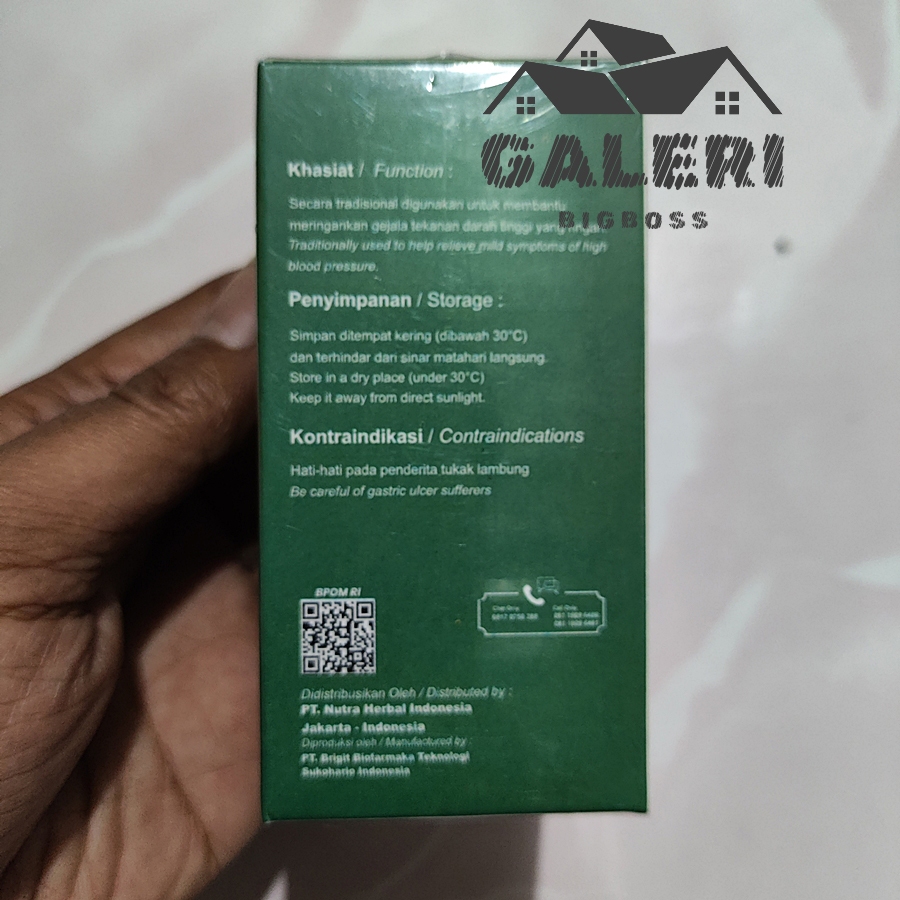 GALERI
BIGBOSS
Khasiat / Function :
Secara tradisional digunakan untuk membantu
meringankan gejala tekanan darah tinggi yang ringan.
Traditionally used to help relieve mild symptoms of high
blood pressure.
Penyimpanan / Storage :
Simpan ditempat kering (dibawah 30°C)
dan terhindar dari sinar matahari langsung.
Store in a dry place (under 30°C)
Keep it away from direct sunlight.
Kontraindikasi / Contraindications
Hati-hati pada penderita tukak lambung
Be careful of gastric ulcer sufferers
BPOM RI
Didistribusikan Oleh / Distributed by :
PT. Nutra Herbal Indonesia
Jakarta - Indonesia
Diproduksi oleh / Manufactured by :
PT. Brigit Biofarmaka Teknologi
Sukoharjo Indonesia